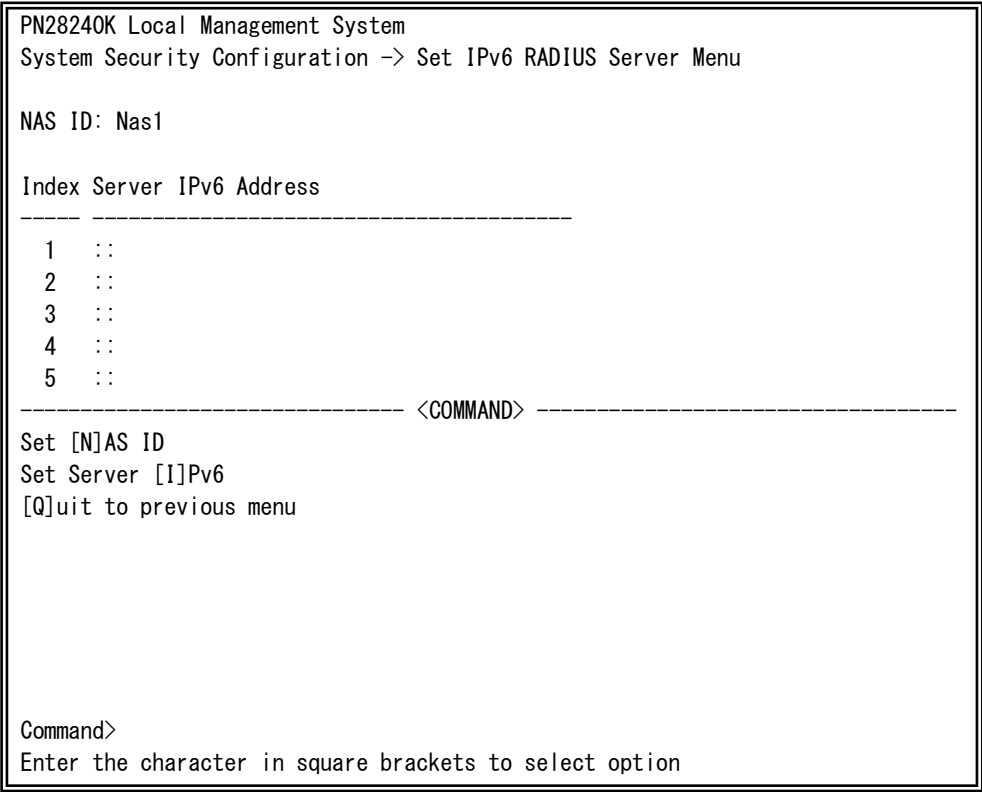 PN28240K Local Management System
System Security Configuration -> Set IPv6 RADIUS Server Menu
NAS ID: Nas1
Index Server IPv6 Address
----- ----------------------------------------
1 ::
2 ::
3 ::
4 ::
5 ::
-------------------------------- <COMMAND> -----------------------------------
Set [N]AS ID
Set Server [I]Pv6
[Q]uit to previous menu
Command>
Enter the character in square brackets to select option